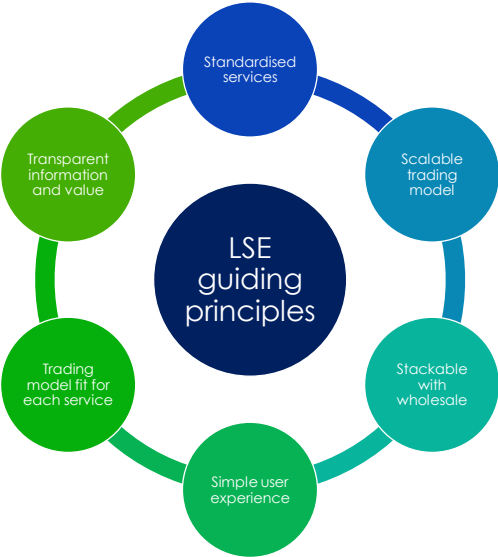 Standardised
services
Scalable
trading
model
Stackable
with
wholesale
Simple user
experience
Trading
model fit for
each service
Transparent
information
and value
LSE
guiding
principles